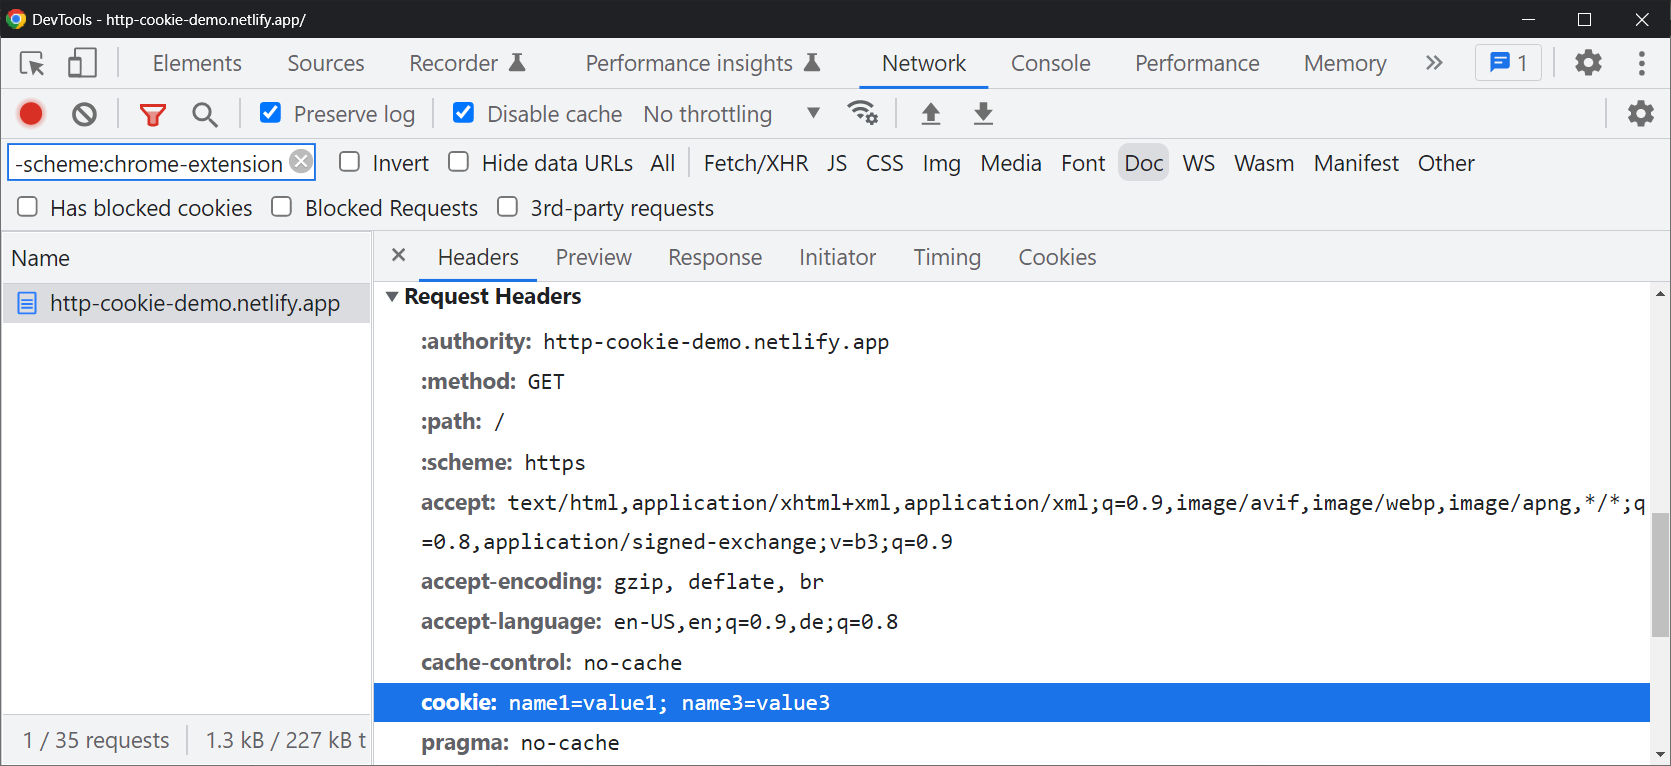 DevTools - http-cookie-demo.netlify.app/
Elements Sources Recorder Performance insights Network Console Performance Memory 1
Preserve log Disable cache No throttling
-scheme:chrome-extension Invert Hide data URLs All Fetch/XHR JS CSS Img Media Font Doc WS Wasm Manifest Other
Has blocked cookies Blocked Requests 3rd-party requests
Name
Headers Preview Response Initiator Timing Cookies
http-cookie-demo.netlify.app
Request Headers
:authority: http-cookie-demo.netlify.app
:method: GET
:path: /
:scheme: https
accept: text/html,application/xhtml+xml,application/xml;q=0.9,image/avif,image/webp,image/apng,*/*;q
=0.8,application/signed-exchange;v=b3;q=0.9
accept-encoding: gzip, deflate, br
accept-language: en-US,en;q=0.9,de;q=0.8
cache-control: no-cache
cookie: name1=value1; name3=value3
pragma: no-cache
1 / 35 requests 1.3 kB / 227 kB t